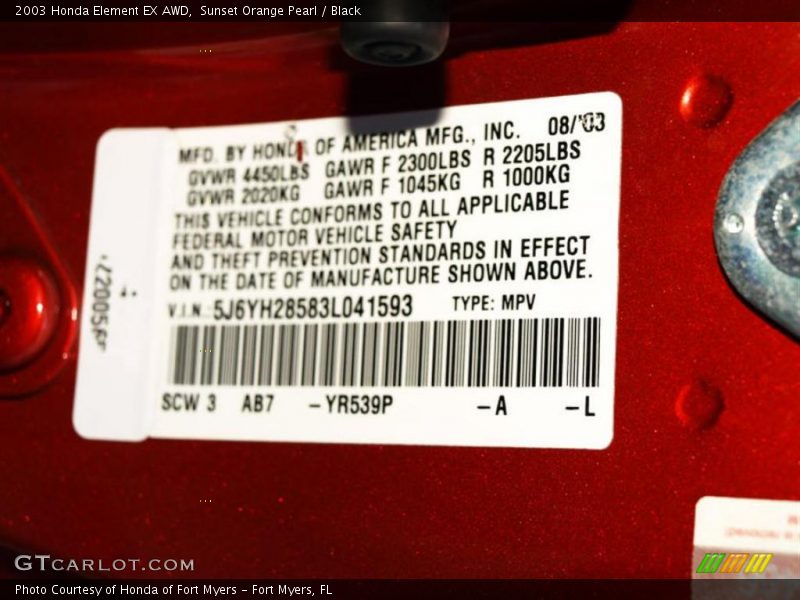 2003 Honda Element EX AWD,  Sunset Orange Pearl / Black
MFD. BY HONDA OF AMERICA MFG., INC.   08/'03
GVWR 4450LBS  GAWR F 2300LBS  R 2205LBS
GVWR 2020KG   GAWR F 1045KG   R 1000KG
THIS VEHICLE CONFORMS TO ALL APPLICABLE
FEDERAL MOTOR VEHICLE SAFETY
AND THEFT PREVENTION STANDARDS IN EFFECT
ON THE DATE OF MANUFACTURE SHOWN ABOVE.
V.I.N. 5J6YH28583L041593   TYPE: MPV
SCW 3   AB7   -YR539P   -A   -L
GTCARLOT.COM
Photo Courtesy of Honda of Fort Myers - Fort Myers, FL